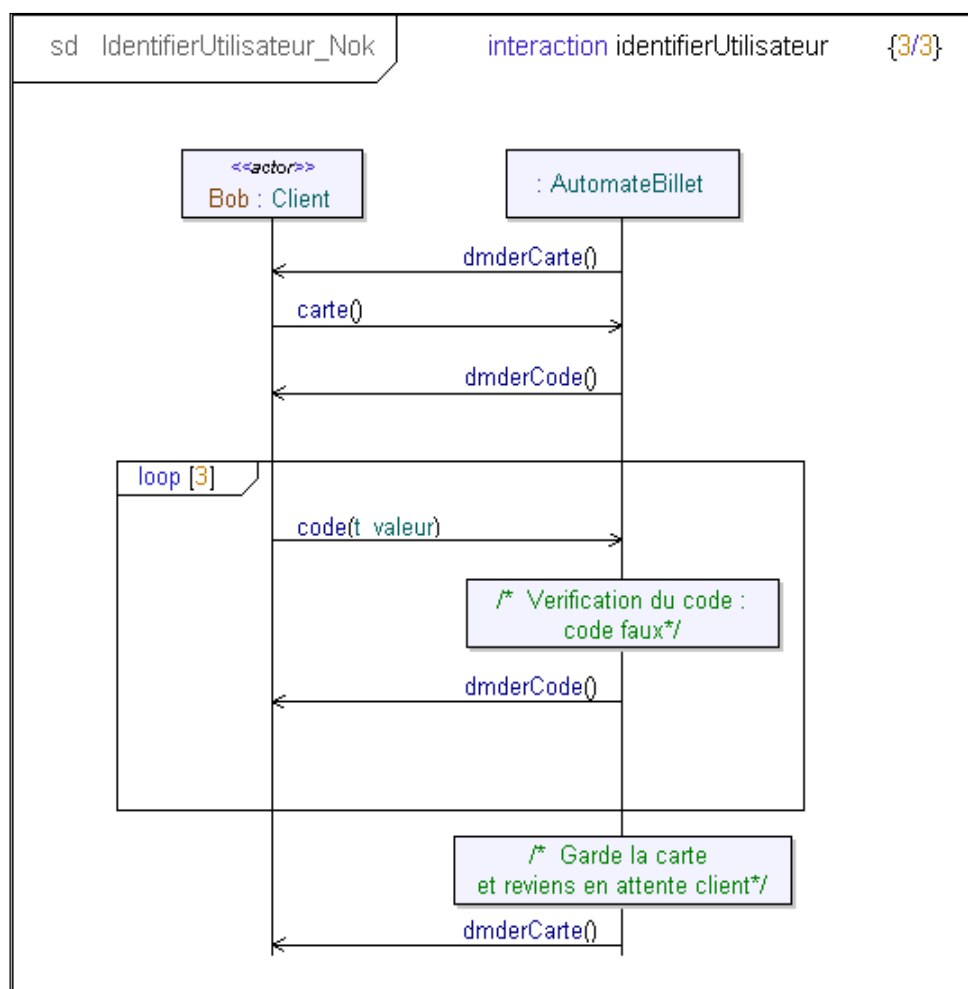 sd IdentifierUtilisateur_Nok
interaction identifierUtilisateur {3/3}
<<actor>>
Bob : Client
: AutomateBillet
dmderCarte()
carte()
dmderCode()
loop [3]
code(t_valeur)
/* Verification du code :
code faux*/
dmderCode()
/* Garde la carte
et reviens en attente client*/
dmderCarte()